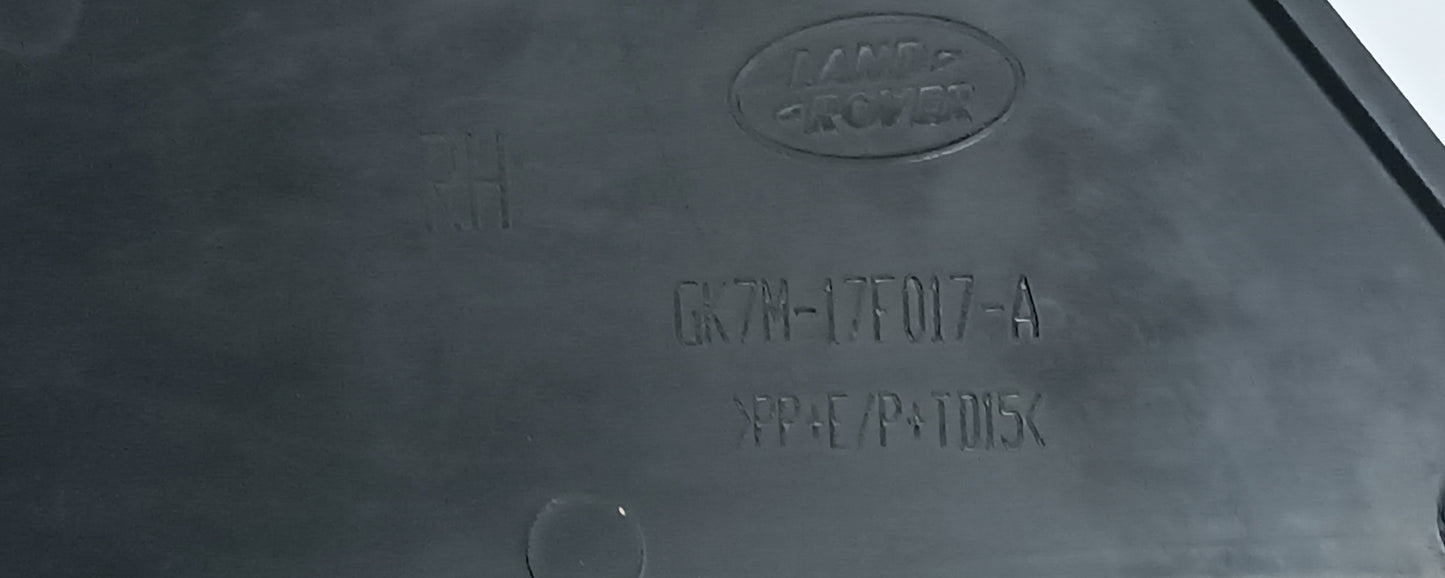 LAND
ROVER
RH
GK7M-17F017-A
>PP+E/P+TD15<